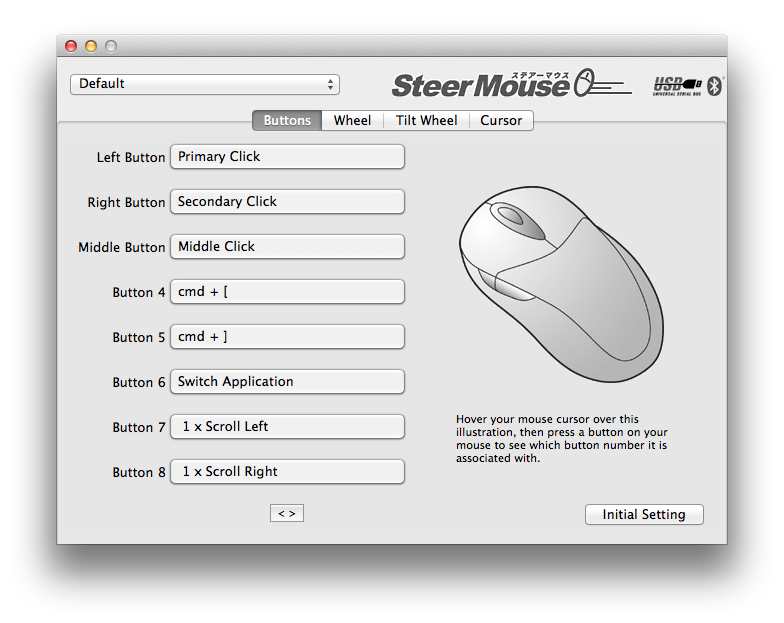 Default
ステアーマウス
SteerMouse
USB
UNIVERSAL SERIAL BUS
Buttons
Wheel
Tilt Wheel
Cursor
Left Button
Primary Click
Right Button
Secondary Click
Middle Button
Middle Click
Button 4
cmd + [
Button 5
cmd + ]
Button 6
Switch Application
Button 7
1 x Scroll Left
Button 8
1 x Scroll Right
Hover your mouse cursor over this
illustration, then press a button on your
mouse to see which button number it is
associated with.
< >
Initial Setting